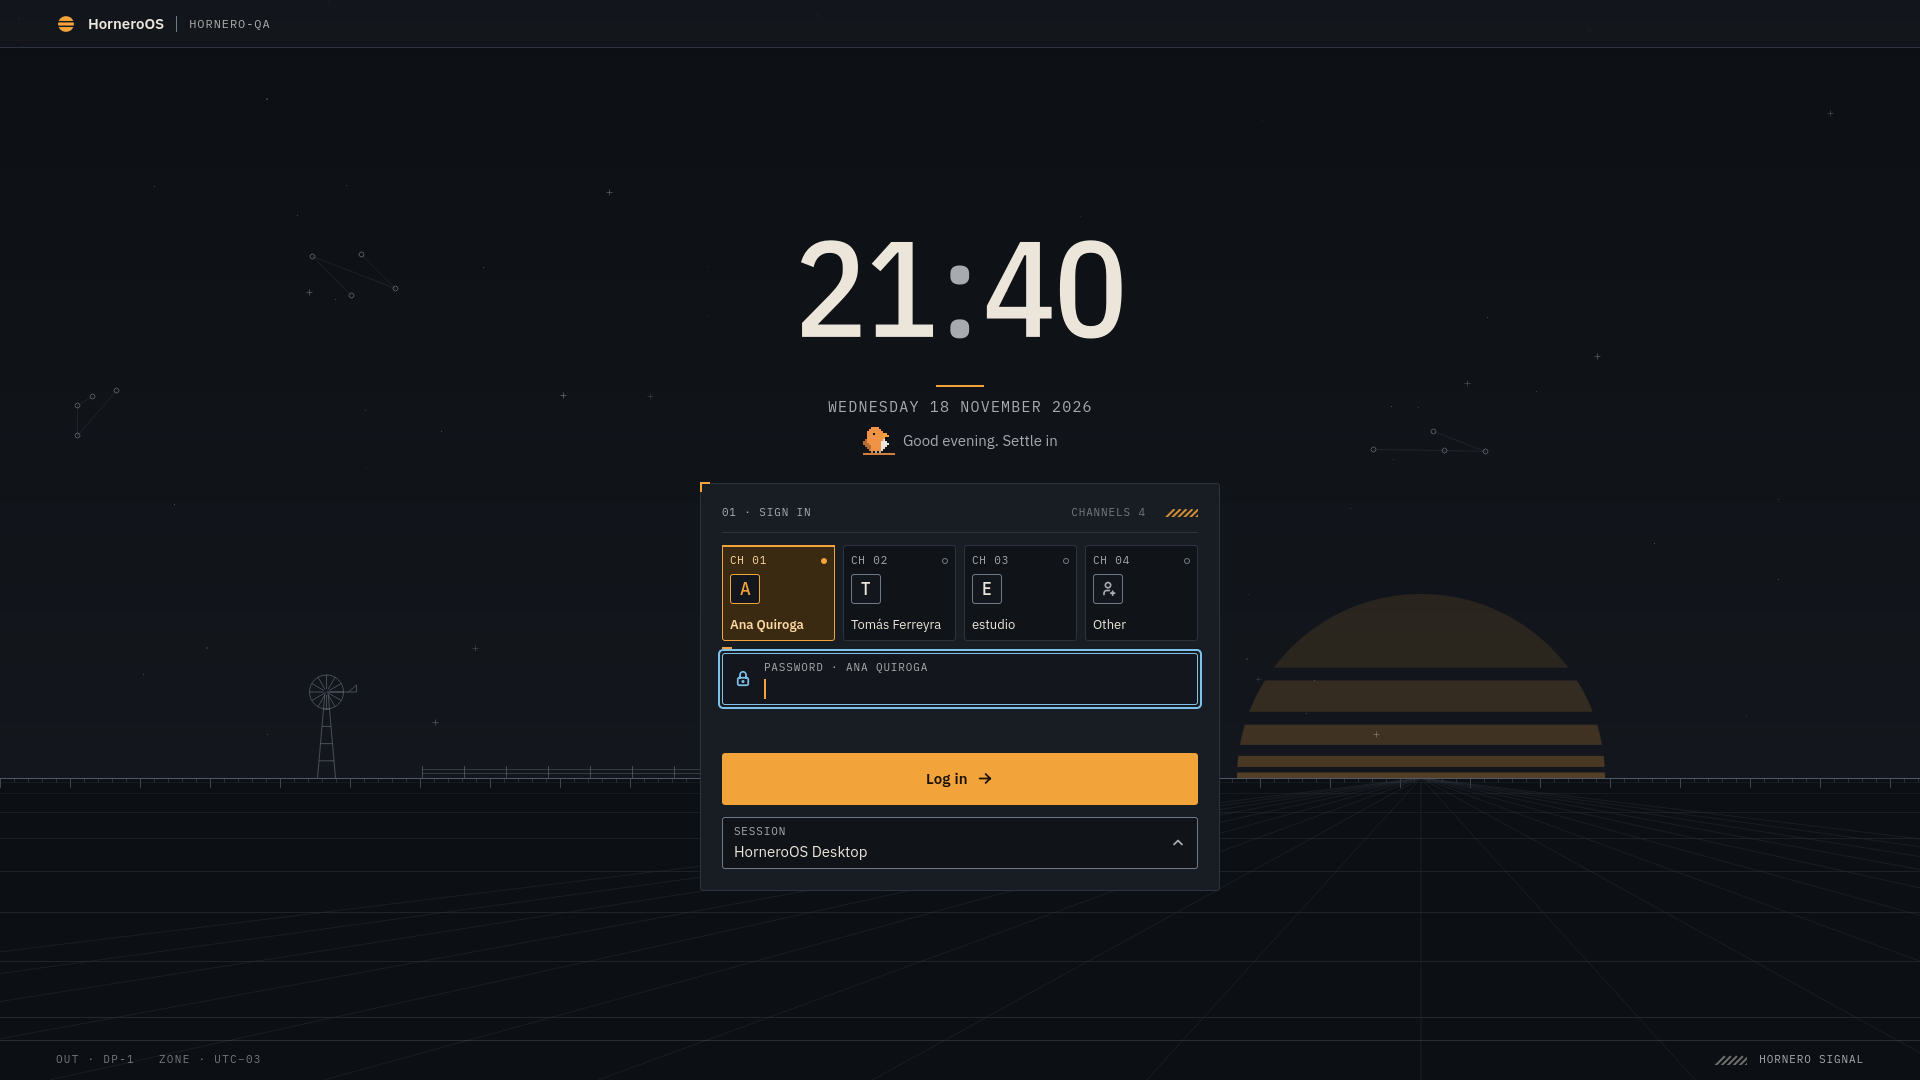 HorneroOS
HORNERO-QA
21:40
WEDNESDAY 18 NOVEMBER 2026
Good evening. Settle in
01 · SIGN IN
CHANNELS 4
CH 01
CH 02
CH 03
CH 04
A
T
E
Ana Quiroga
Tomás Ferreyra
estudio
Other
PASSWORD · ANA QUIROGA
Log in
SESSION
HorneroOS Desktop
OUT · DP-1
ZONE · UTC-03
HORNERO SIGNAL